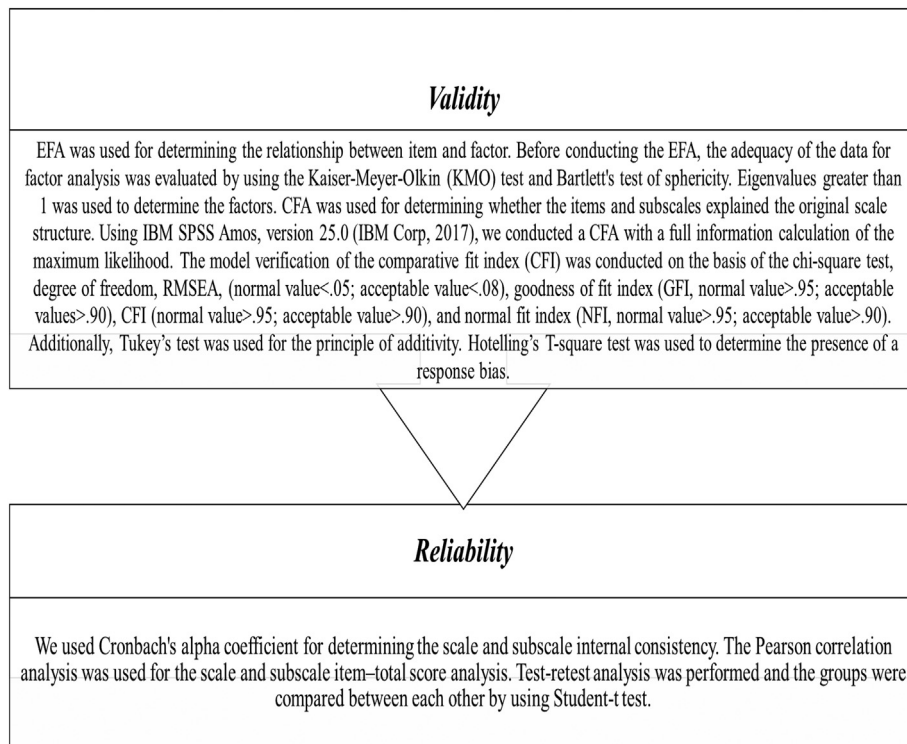 Validity
EFA was used for determining the relationship between item and factor. Before conducting the EFA, the adequacy of the data for
factor analysis was evaluated by using the Kaiser-Meyer-Olkin (KMO) test and Bartlett's test of sphericity. Eigenvalues greater than
1 was used to determine the factors. CFA was used for determining whether the items and subscales explained the original scale
structure. Using IBM SPSS Amos, version 25.0 (IBM Corp, 2017), we conducted a CFA with a full information calculation of the
maximum likelihood. The model verification of the comparative fit index (CFI) was conducted on the basis of the chi-square test,
degree of freedom, RMSEA, (normal value<.05; acceptable value<.08), goodness of fit index (GFI, normal value>.95; acceptable
values>.90), CFI (normal value>.95; acceptable value>.90), and normal fit index (NFI, normal value>.95; acceptable value>.90).
Additionally, Tukey’s test was used for the principle of additivity. Hotelling’s T-square test was used to determine the presence of a
response bias.
Reliability
We used Cronbach's alpha coefficient for determining the scale and subscale internal consistency. The Pearson correlation
analysis was used for the scale and subscale item–total score analysis. Test-retest analysis was performed and the groups were
compared between each other by using Student-t test.